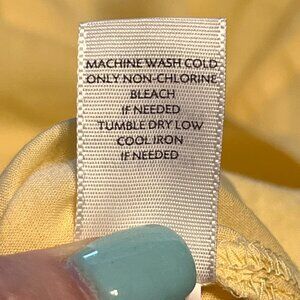 MACHINE WASH COLD
ONLY NON-CHLORINE
BLEACH
IF NEEDED
TUMBLE DRY LOW
COOL IRON
IF NEEDED